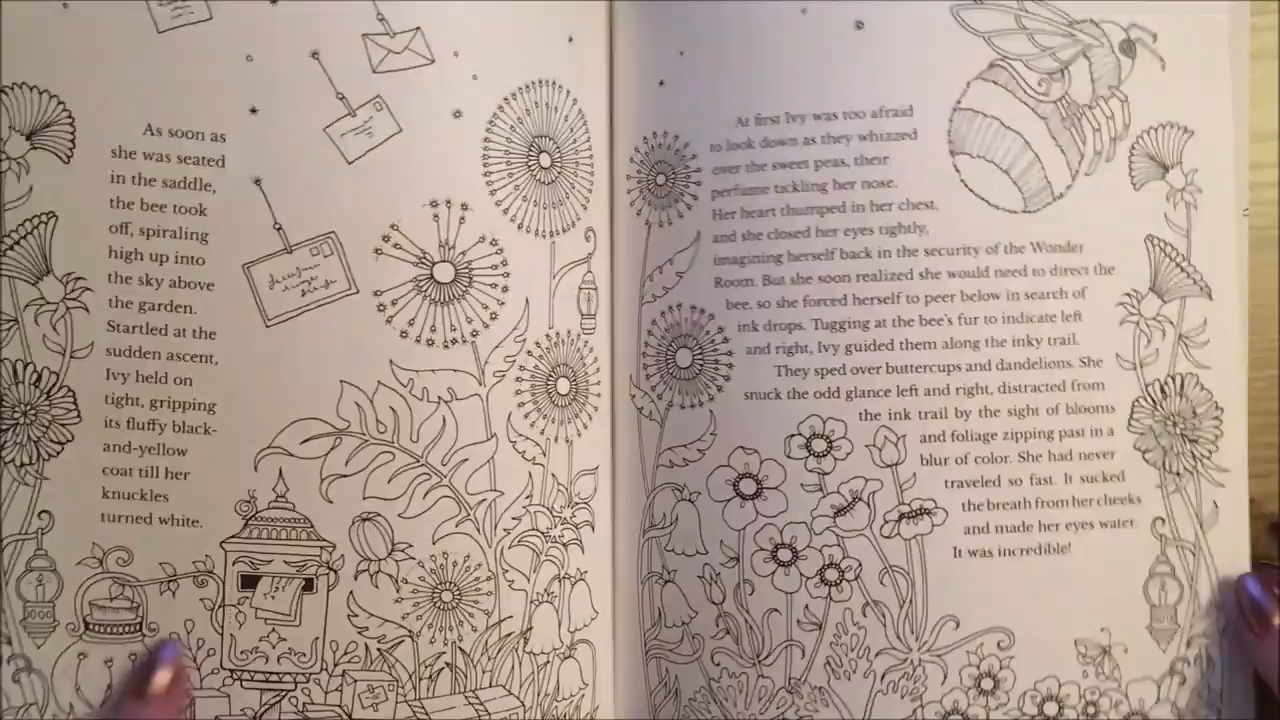 As soon as
she was seated
in the saddle,
the bee took
off, spiraling
high up into
the sky above
the garden.
Startled at the
sudden ascent,
Ivy held on
tight, gripping
its fluffy black-
and-yellow
coat till her
knuckles
turned white.
At first Ivy was too afraid
to look down as they whizzed
over the sweet peas, their
perfume tickling her nose.
Her heart thumped in her chest,
and she closed her eyes tightly,
imagining herself back in the security of the Wonder
Room. But she soon realized she would need to direct the
bee, so she forced herself to peer below in search of
ink drops. Tugging at the bee's fur to indicate left
and right, Ivy guided them along the inky trail.
They sped over buttercups and dandelions. She
snuck the odd glance left and right, distracted from
the ink trail by the sight of blooms
and foliage zipping past in a
blur of color. She had never
traveled so fast. It sucked
the breath from her cheeks
and made her eyes water.
It was incredible!